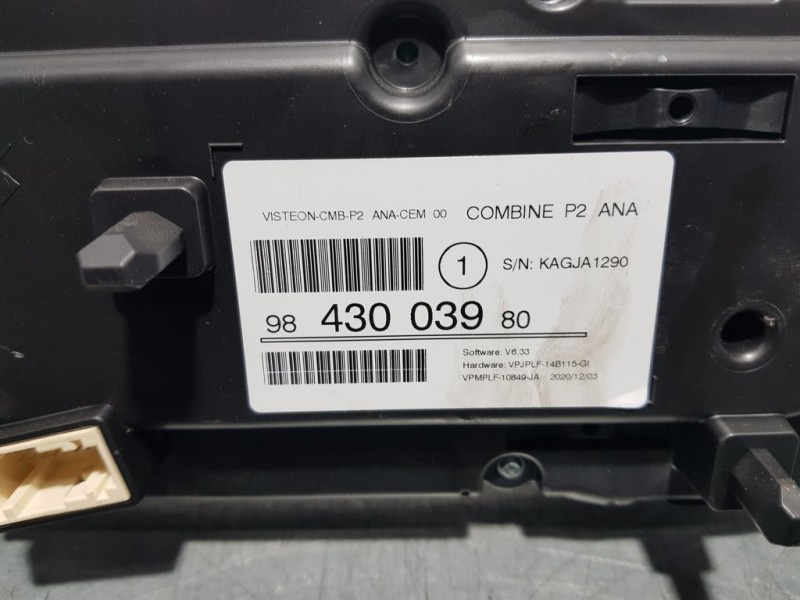 VISTEON-CMB-P2 ANA-CEM 00 COMBINE P2 ANA
1 S/N: KAGJA1290
98 430 039 80
Software: V6.33
Hardware: VPJPLF-14B115-GI
VPMPLF-10849-JA 2020/12/03